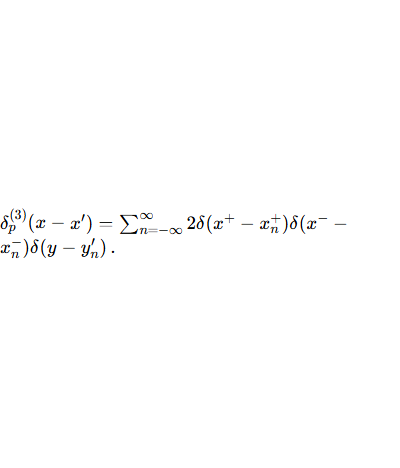 δ_p^{(3)}(x − x′) = ∑_{n=−∞}^{∞} 2δ(x⁺ − x_n⁺)δ(x⁻ −
x_n⁻)δ(y − y′_n) .